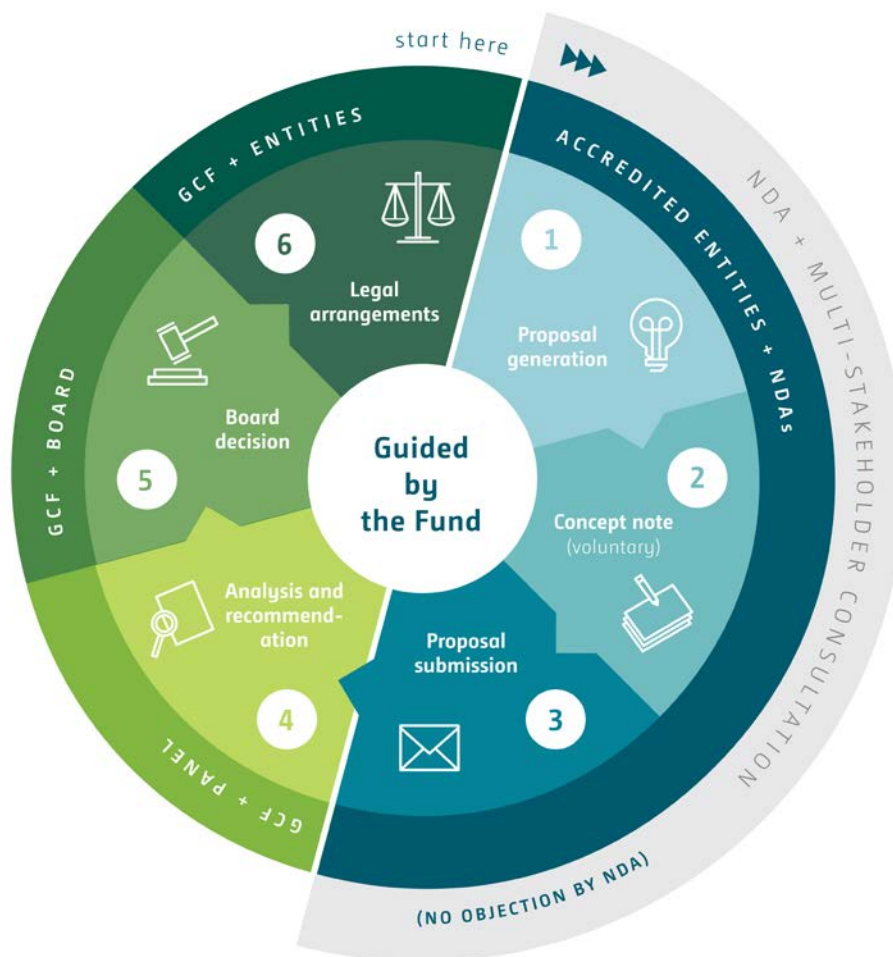 start here
ACCREDITED ENTITIES + NDAs
NDA + MULTI-STAKEHOLDER CONSULTATION
(NO OBJECTION BY NDA)
1
Proposal
generation
2
Concept note
(voluntary)
3
Proposal
submission
GCF + PANEL
4
Analysis and
recommend-
ation
GCF + BOARD
5
Board
decision
GCF + ENTITIES
6
Legal
arrangements
Guided
by
the Fund